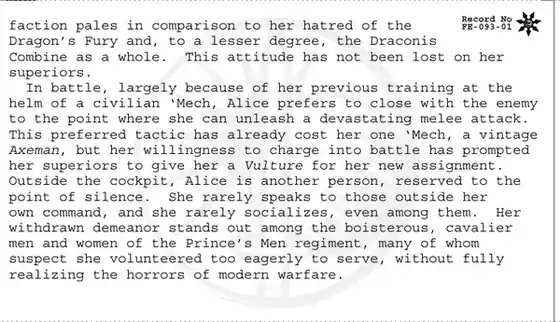 faction pales in comparison to her hatred of the
Record No
FE-093-01
Dragon's Fury and, to a lesser degree, the Draconis
Combine as a whole.  This attitude has not been lost on her
superiors.
In battle, largely because of her previous training at the
helm of a civilian 'Mech, Alice prefers to close with the enemy
to the point where she can unleash a devastating melee attack.
This preferred tactic has already cost her one 'Mech, a vintage
Axeman, but her willingness to charge into battle has prompted
her superiors to give her a Vulture for her new assignment.
Outside the cockpit, Alice is another person, reserved to the
point of silence.  She rarely speaks to those outside her
own command, and she rarely socializes, even among them.  Her
withdrawn demeanor stands out among the boisterous, cavalier
men and women of the Prince's Men regiment, many of whom
suspect she volunteered too eagerly to serve, without fully
realizing the horrors of modern warfare.